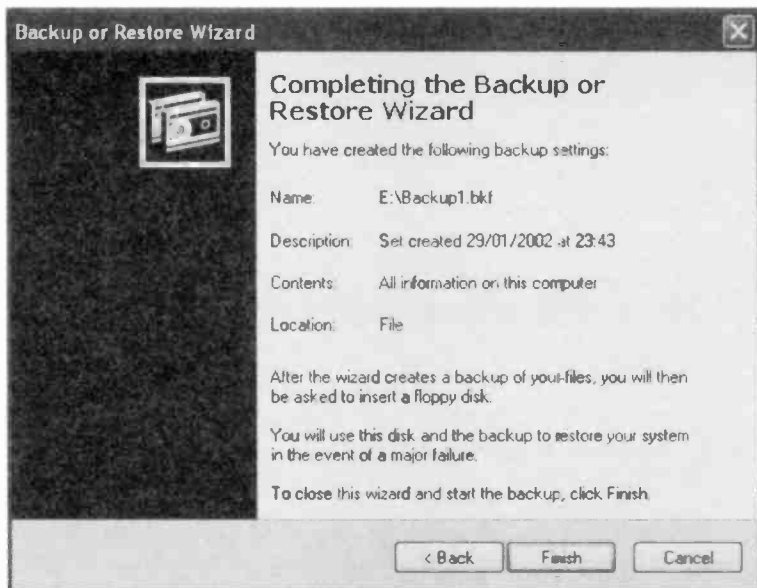 Backup or Restore Wizard
Completing the Backup or
Restore Wizard
You have created the following backup settings:
Name: E:\Backup1.bkf
Description: Set created 29/01/2002 at 23:43
Contents: All information on this computer
Location: File
After the wizard creates a backup of your files, you will then
be asked to insert a floppy disk.
You will use this disk and the backup to restore your system
in the event of a major failure.
To close this wizard and start the backup, click Finish.
< Back
Finish
Cancel